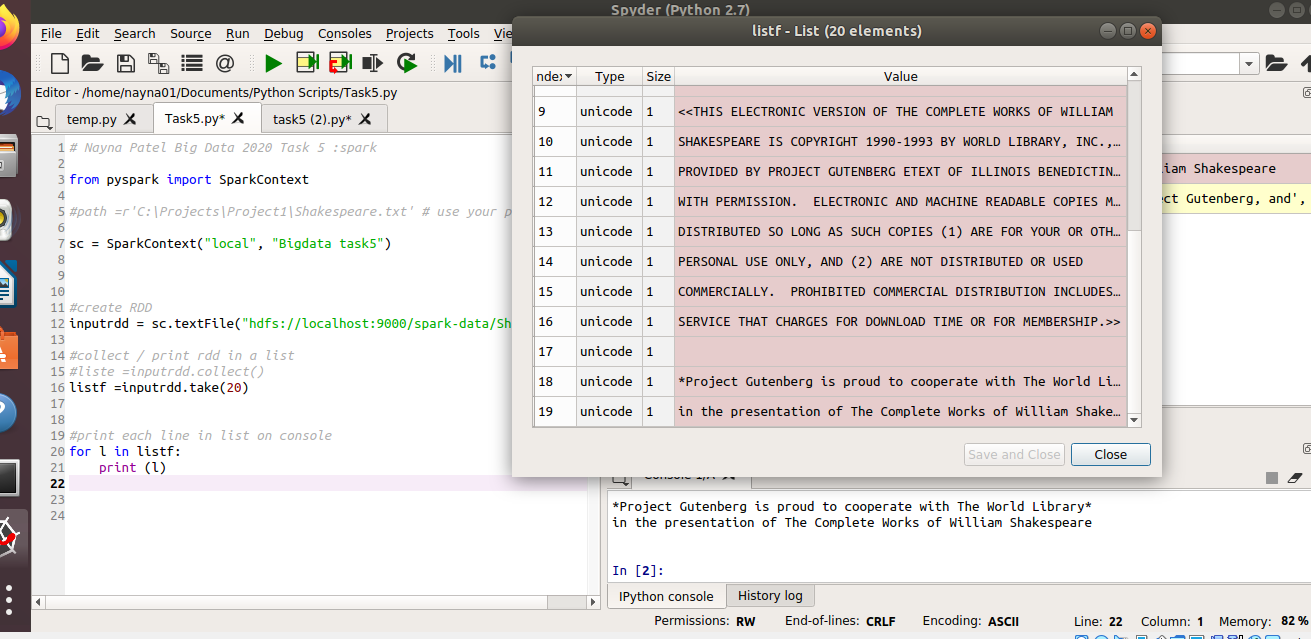 Spyder (Python 2.7)
File Edit Search Source Run Debug Consoles Projects Tools
Editor - /home/nayna01/Documents/Python Scripts/Task5.py
temp.py Task5.py* task5 (2).py*
1 # Nayna Patel Big Data 2020 Task 5 :spark
2
3 from pyspark import SparkContext
4
5 #path =r'C:\Projects\Project1\Shakespeare.txt' # use your
6
7 sc = SparkContext("local", "Bigdata task5")
8
9
10
11 #create RDD
12 inputrdd = sc.textFile("hdfs://localhost:9000/spark-data/Sh
13
14 #collect / print rdd in a list
15 #liste =inputrdd.collect()
16 listf =inputrdd.take(20)
17
18
19 #print each line in list on console
20 for l in listf:
21 print (l)
22
23
24
listf - List (20 elements)
Type Size Value
9 unicode 1 <<THIS ELECTRONIC VERSION OF THE COMPLETE WORKS OF WILLIAM
10 unicode 1 SHAKESPEARE IS COPYRIGHT 1990-1993 BY WORLD LIBRARY, INC.,…
11 unicode 1 PROVIDED BY PROJECT GUTENBERG ETEXT OF ILLINOIS BENEDICTIN…
12 unicode 1 WITH PERMISSION.  ELECTRONIC AND MACHINE READABLE COPIES M…
13 unicode 1 DISTRIBUTED SO LONG AS SUCH COPIES (1) ARE FOR YOUR OR OTH…
14 unicode 1 PERSONAL USE ONLY, AND (2) ARE NOT DISTRIBUTED OR USED
15 unicode 1 COMMERCIALLY.  PROHIBITED COMMERCIAL DISTRIBUTION INCLUDES…
16 unicode 1 SERVICE THAT CHARGES FOR DOWNLOAD TIME OR FOR MEMBERSHIP.>>
17 unicode 1
18 unicode 1 *Project Gutenberg is proud to cooperate with The World Li…
19 unicode 1 in the presentation of The Complete Works of William Shake…
Save and Close Close
iam Shakespeare
ct Gutenberg, and',
*Project Gutenberg is proud to cooperate with The World Library*
in the presentation of The Complete Works of William Shakespeare
In [2]:
IPython console History log
Permissions: RW End-of-lines: CRLF Encoding: ASCII Line: 22 Column: 1 Memory: 82 %